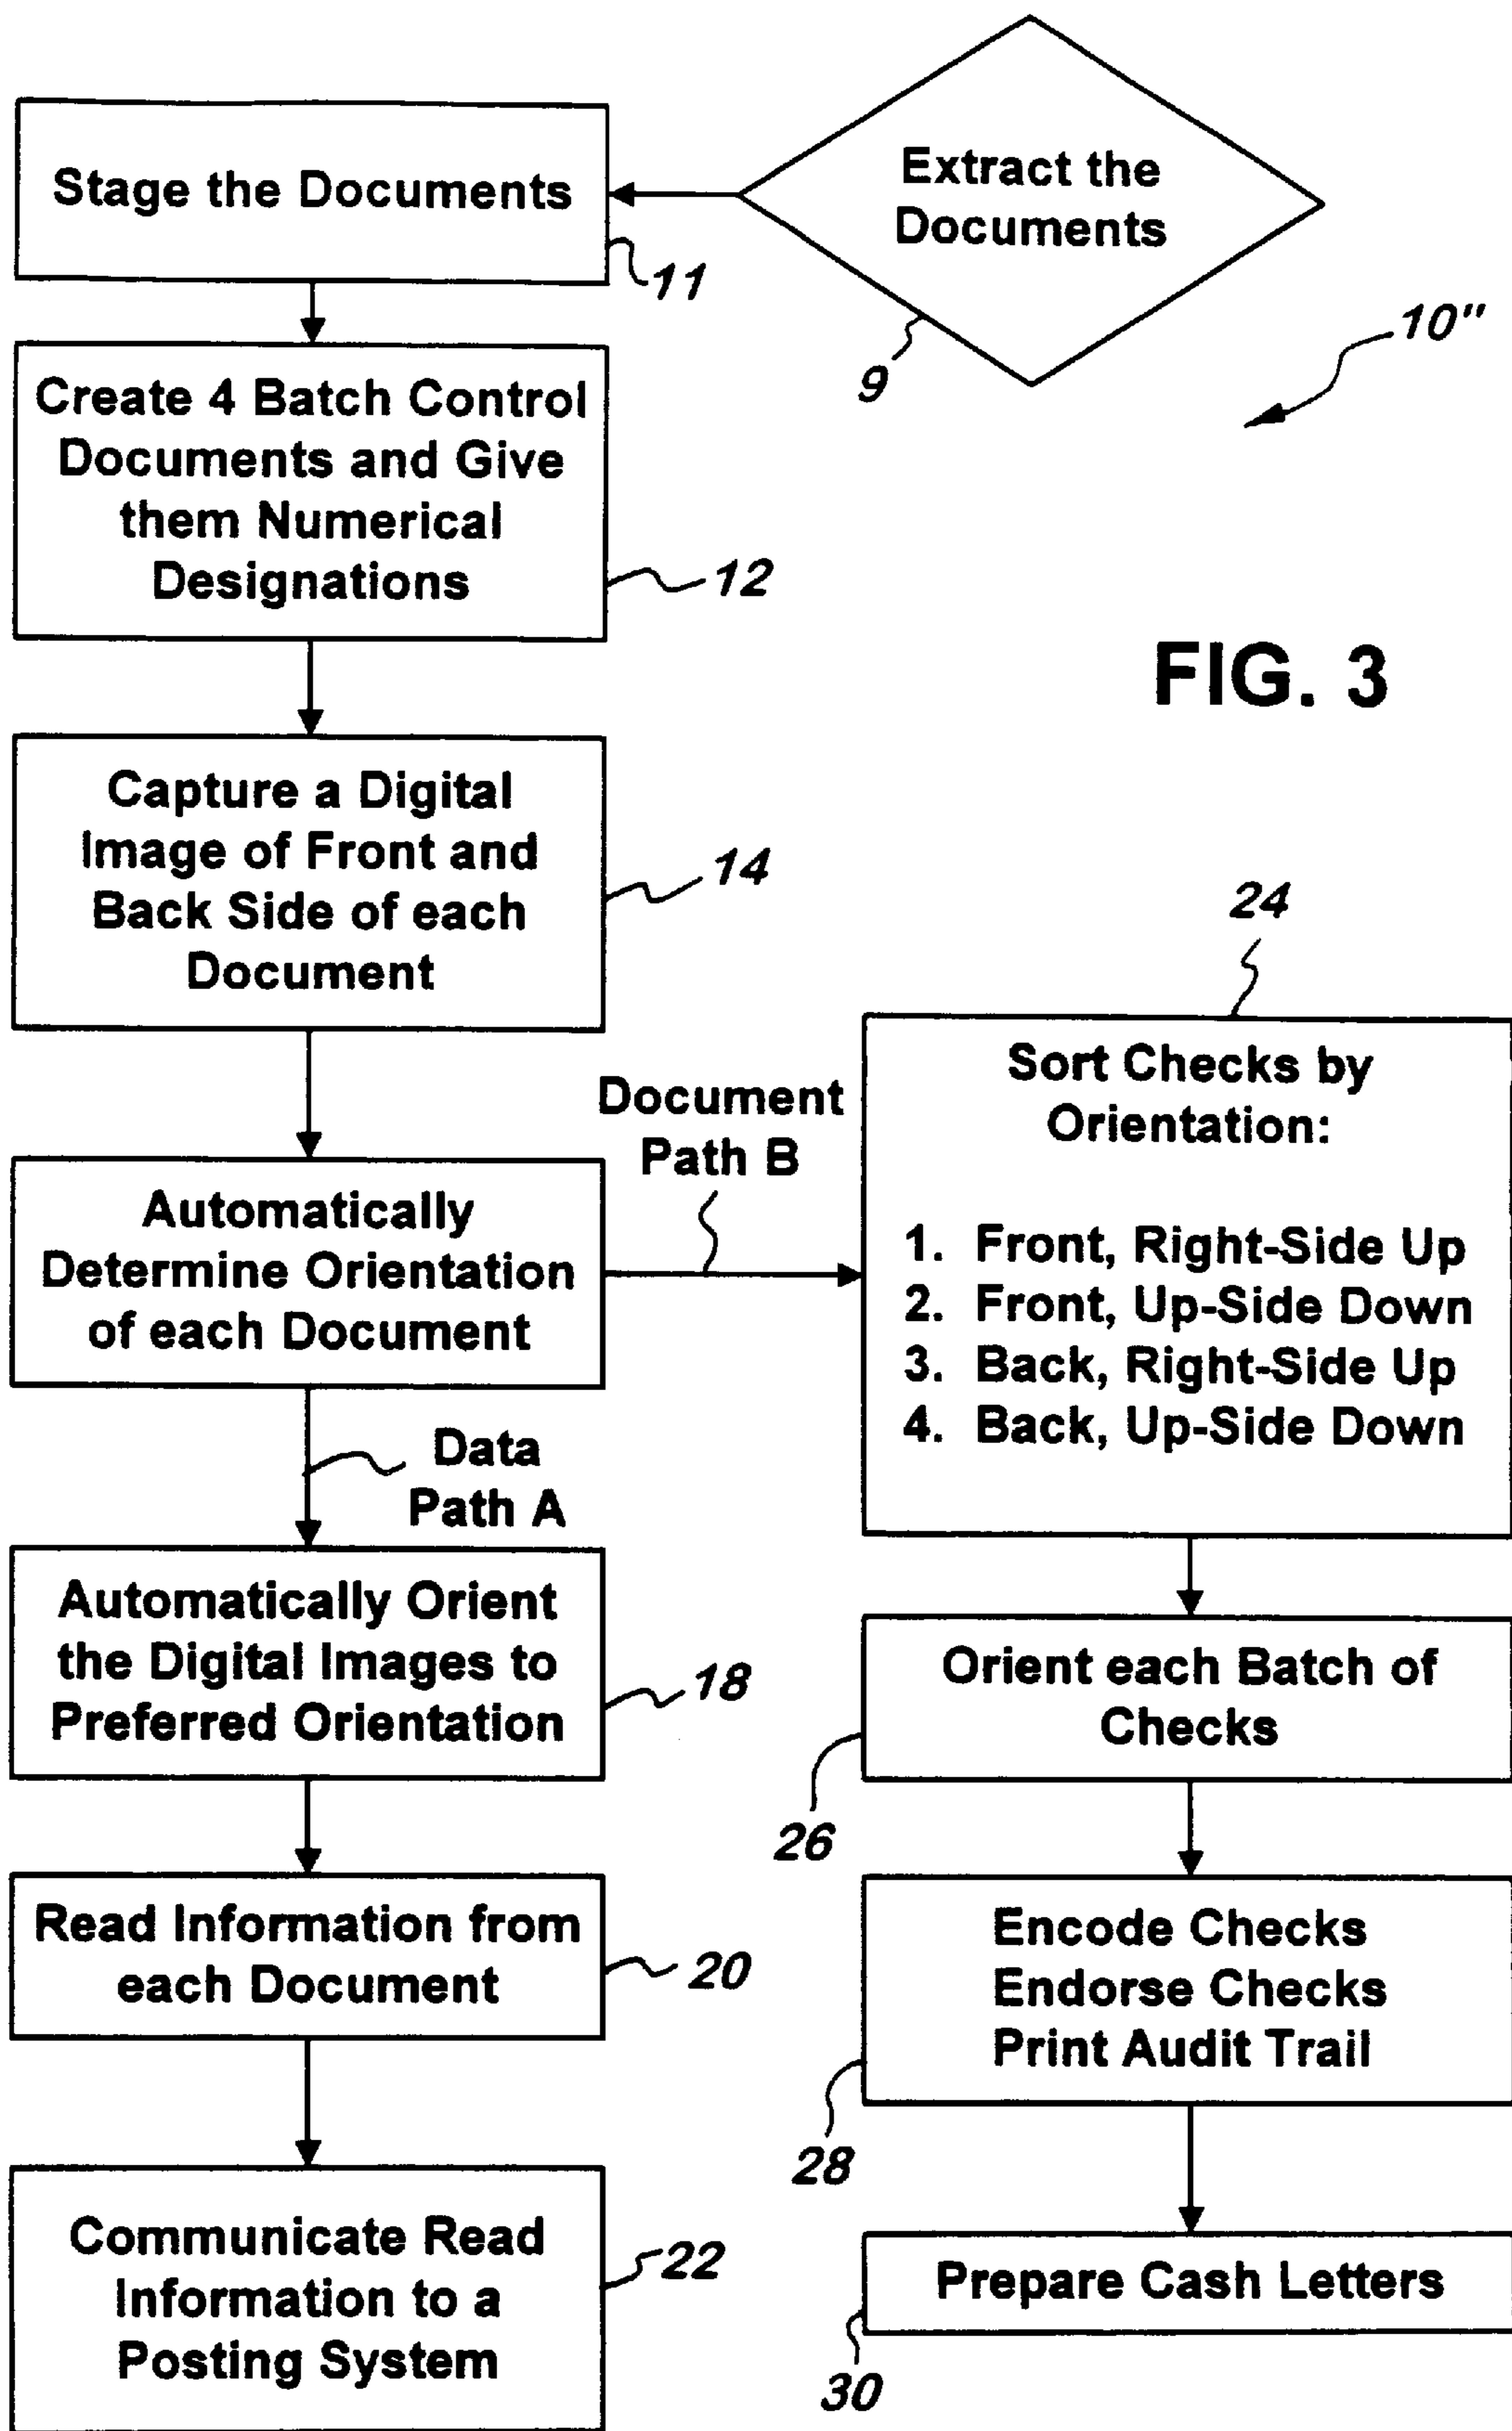 Extract the
Documents
9
10"
Stage the Documents
11
Create 4 Batch Control
Documents and Give
them Numerical
Designations
12
FIG. 3
Capture a Digital
Image of Front and
Back Side of each
Document
14
Automatically
Determine Orientation
of each Document
Document
Path B
Data
Path A
Automatically Orient
the Digital Images to
Preferred Orientation
18
Read Information from
each Document
20
Communicate Read
Information to a
Posting System
22
24
Sort Checks by
Orientation:
1. Front, Right-Side Up
2. Front, Up-Side Down
3. Back, Right-Side Up
4. Back, Up-Side Down
Orient each Batch of
Checks
26
Encode Checks
Endorse Checks
Print Audit Trail
28
Prepare Cash Letters
30